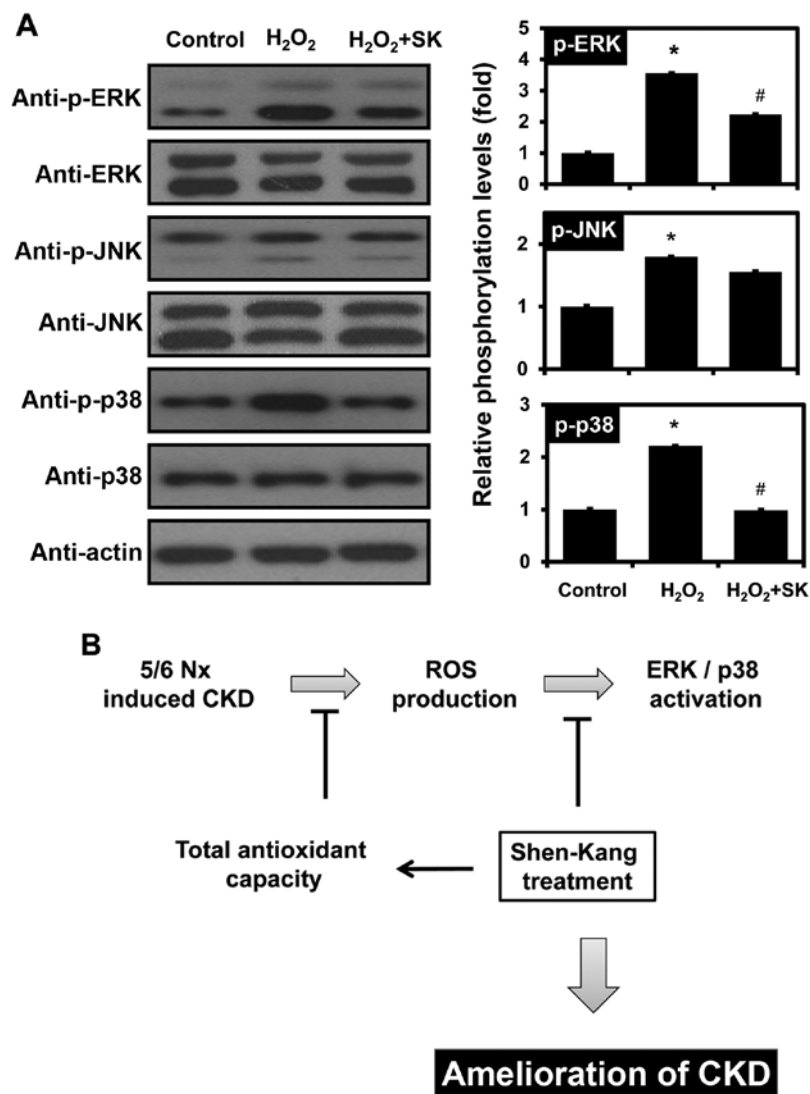 A
Control H₂O₂ H₂O₂+SK
Anti-p-ERK
Anti-ERK
Anti-p-JNK
Anti-JNK
Anti-p-p38
Anti-p38
Anti-actin
Relative phosphorylation levels (fold)
p-ERK
5
4
3
2
1
0
*
#
p-JNK
2
1
0
*
p-p38
3
2
1
0
*
#
Control H₂O₂ H₂O₂+SK
B
5/6 Nx
induced CKD
ROS
production
ERK / p38
activation
Total antioxidant
capacity
Shen-Kang
treatment
Amelioration of CKD